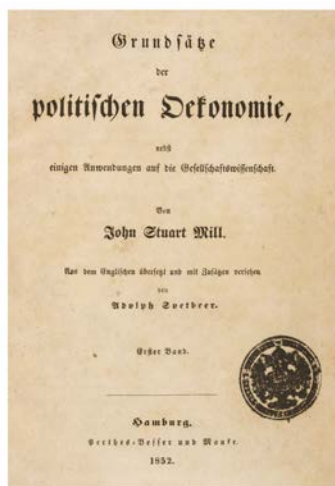 Grundsätze
der
politischen Oekonomie,
nebst
einigen Anwendungen auf die Gesellschaftswissenschaft.
Von
John Stuart Mill.
Aus dem Englischen übersetzt und mit Zusätzen versehen
von
Adolph Soetbeer.
Erster Band.
Hamburg.
Perthes-Besser und Mauke.
1852.